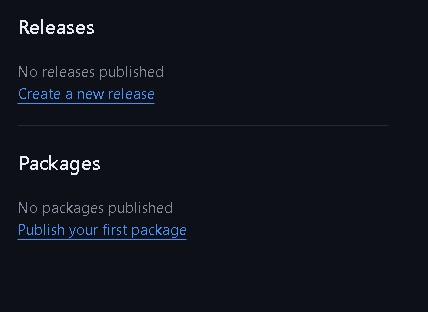 Releases
No releases published
Create a new release
Packages
No packages published
Publish your first package